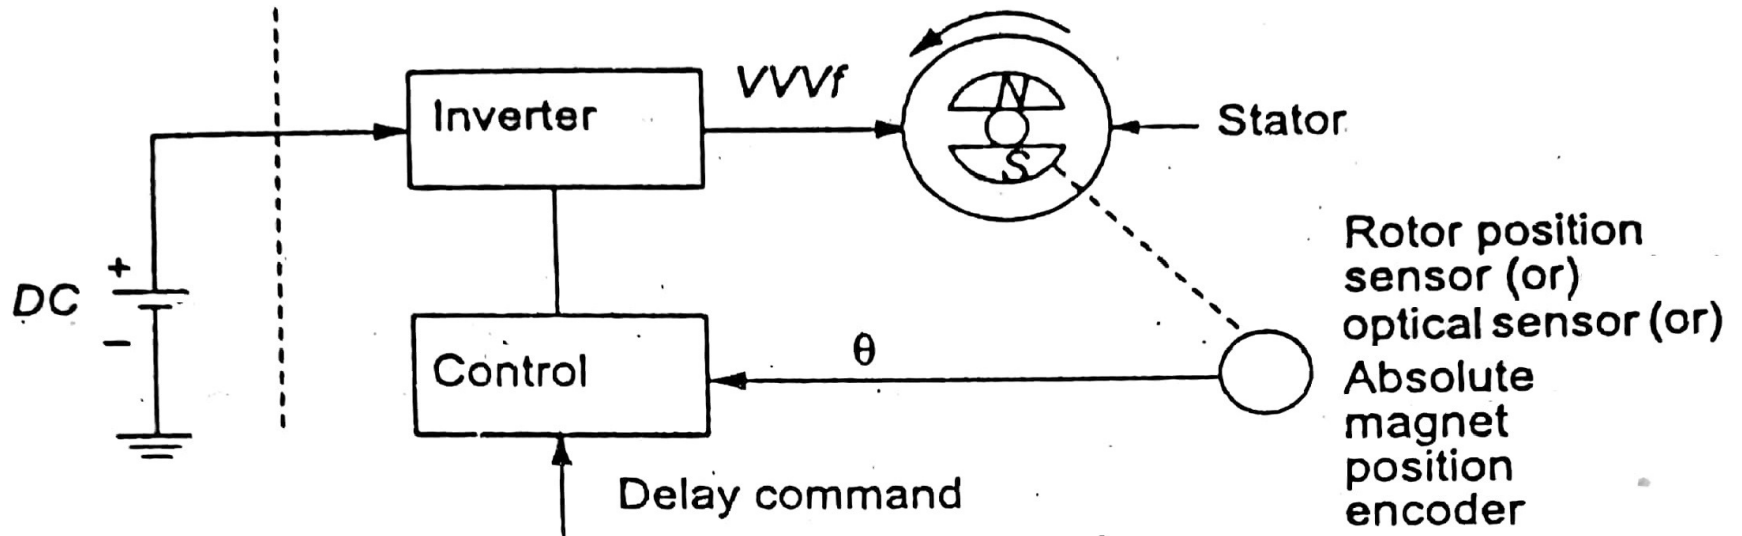 Inverter
VVVf
N
S
Stator
DC
+
−
Control
θ
Delay command
Rotor position
sensor (or)
optical sensor (or)
Absolute
magnet
position
encoder